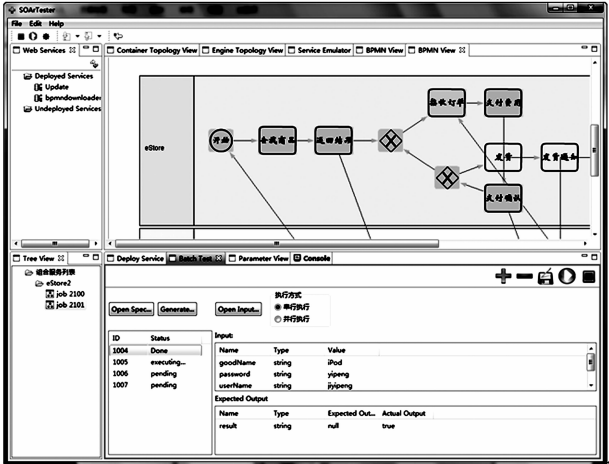 SOArTester
File Edit Help
Web Services
Container Topology View Engine Topology View Service Emulator BPMN View BPMN View
Deployed Services
Update
bpmndownloader
Undeployed Services
eStore
开始
查找商品
返回结果
接收订单
支付费用
发货
发货通知
支付确认
Tree View
组合服务列表
eStore2
job 2100
job 2101
Deploy Service Batch Test Parameter View Console
Open Spec... Generate... Open Input...
执行方式
串行执行
并行执行
ID Status
1004 Done
1005 executing...
1006 pending
1007 pending
Input:
Name Type Value
goodName string iPod
password string yipeng
userName string jiyipeng
Expected Output
Name Type Expected Out... Actual Output
result string null true